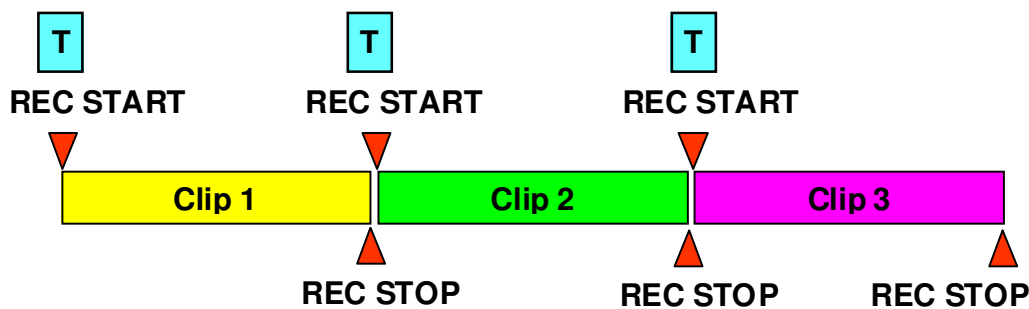 T T T
REC START REC START REC START
Clip 1 Clip 2 Clip 3
REC STOP REC STOP REC STOP